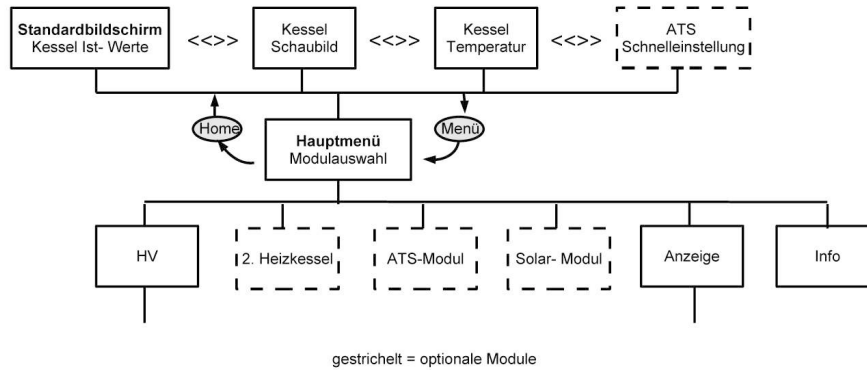 Standardbildschirm
Kessel Ist- Werte
<<>>
Kessel
Schaubild
<<>>
Kessel
Temperatur
<<>>
ATS
Schnelleinstellung
Home
Hauptmenü
Modulauswahl
Menü
HV
2. Heizkessel
ATS-Modul
Solar- Modul
Anzeige
Info
gestrichelt = optionale Module